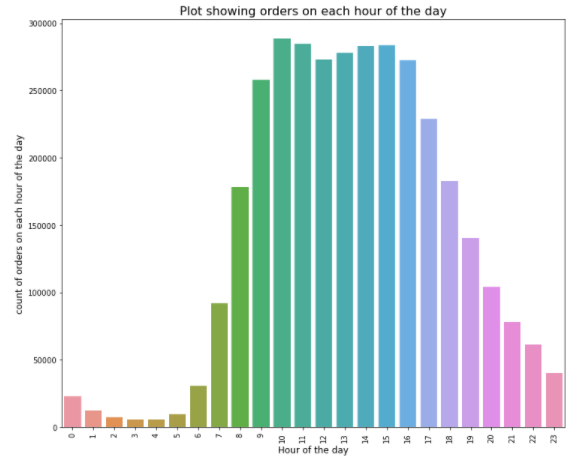 Plot showing orders on each hour of the day
300000
250000
200000
150000
100000
50000
0
count of orders on each hour of the day
0 1 2 3 4 5 6 7 8 9 10 11 12 13 14 15 16 17 18 19 20 21 22 23
Hour of the day